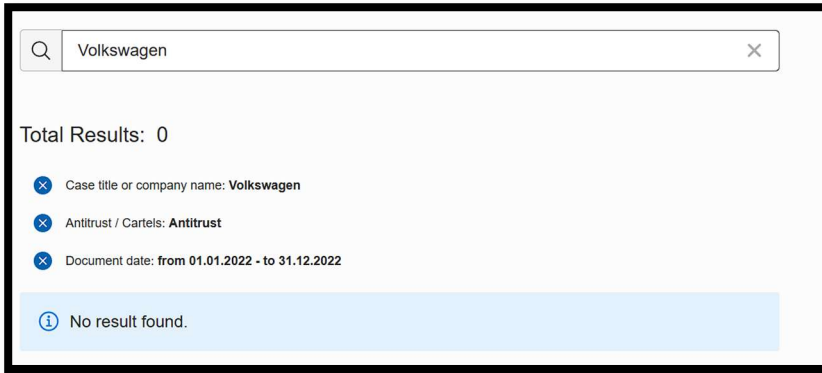 Volkswagen
Total Results: 0
Case title or company name: Volkswagen
Antitrust / Cartels: Antitrust
Document date: from 01.01.2022 - to 31.12.2022
No result found.